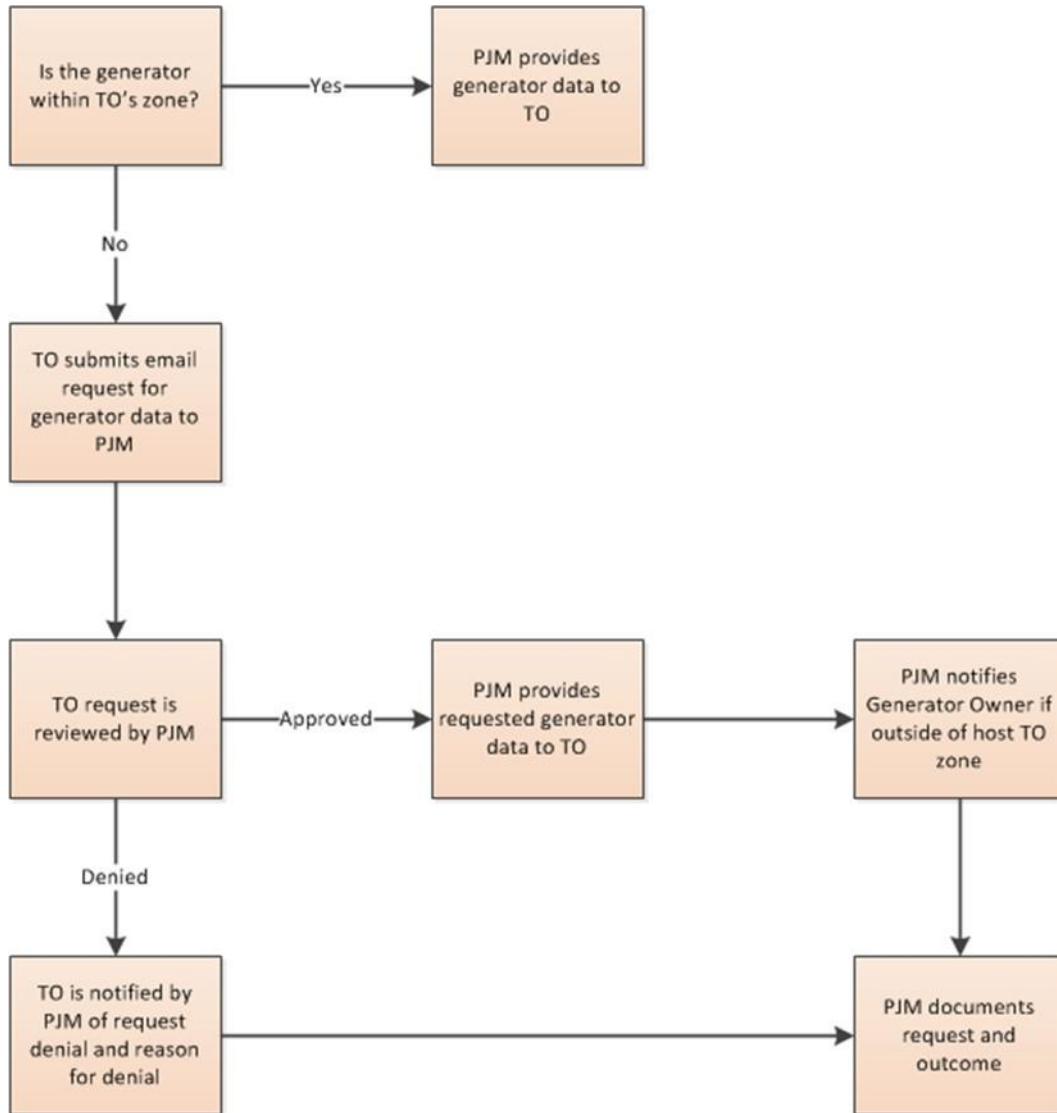 Is the generator
within TO's zone?
Yes
PJM provides
generator data to
TO
No
TO submits email
request for
generator data to
PJM
TO request is
reviewed by PJM
Approved
PJM provides
requested generator
data to TO
PJM notifies
Generator Owner if
outside of host TO
zone
Denied
TO is notified by
PJM of request
denial and reason
for denial
PJM documents
request and
outcome